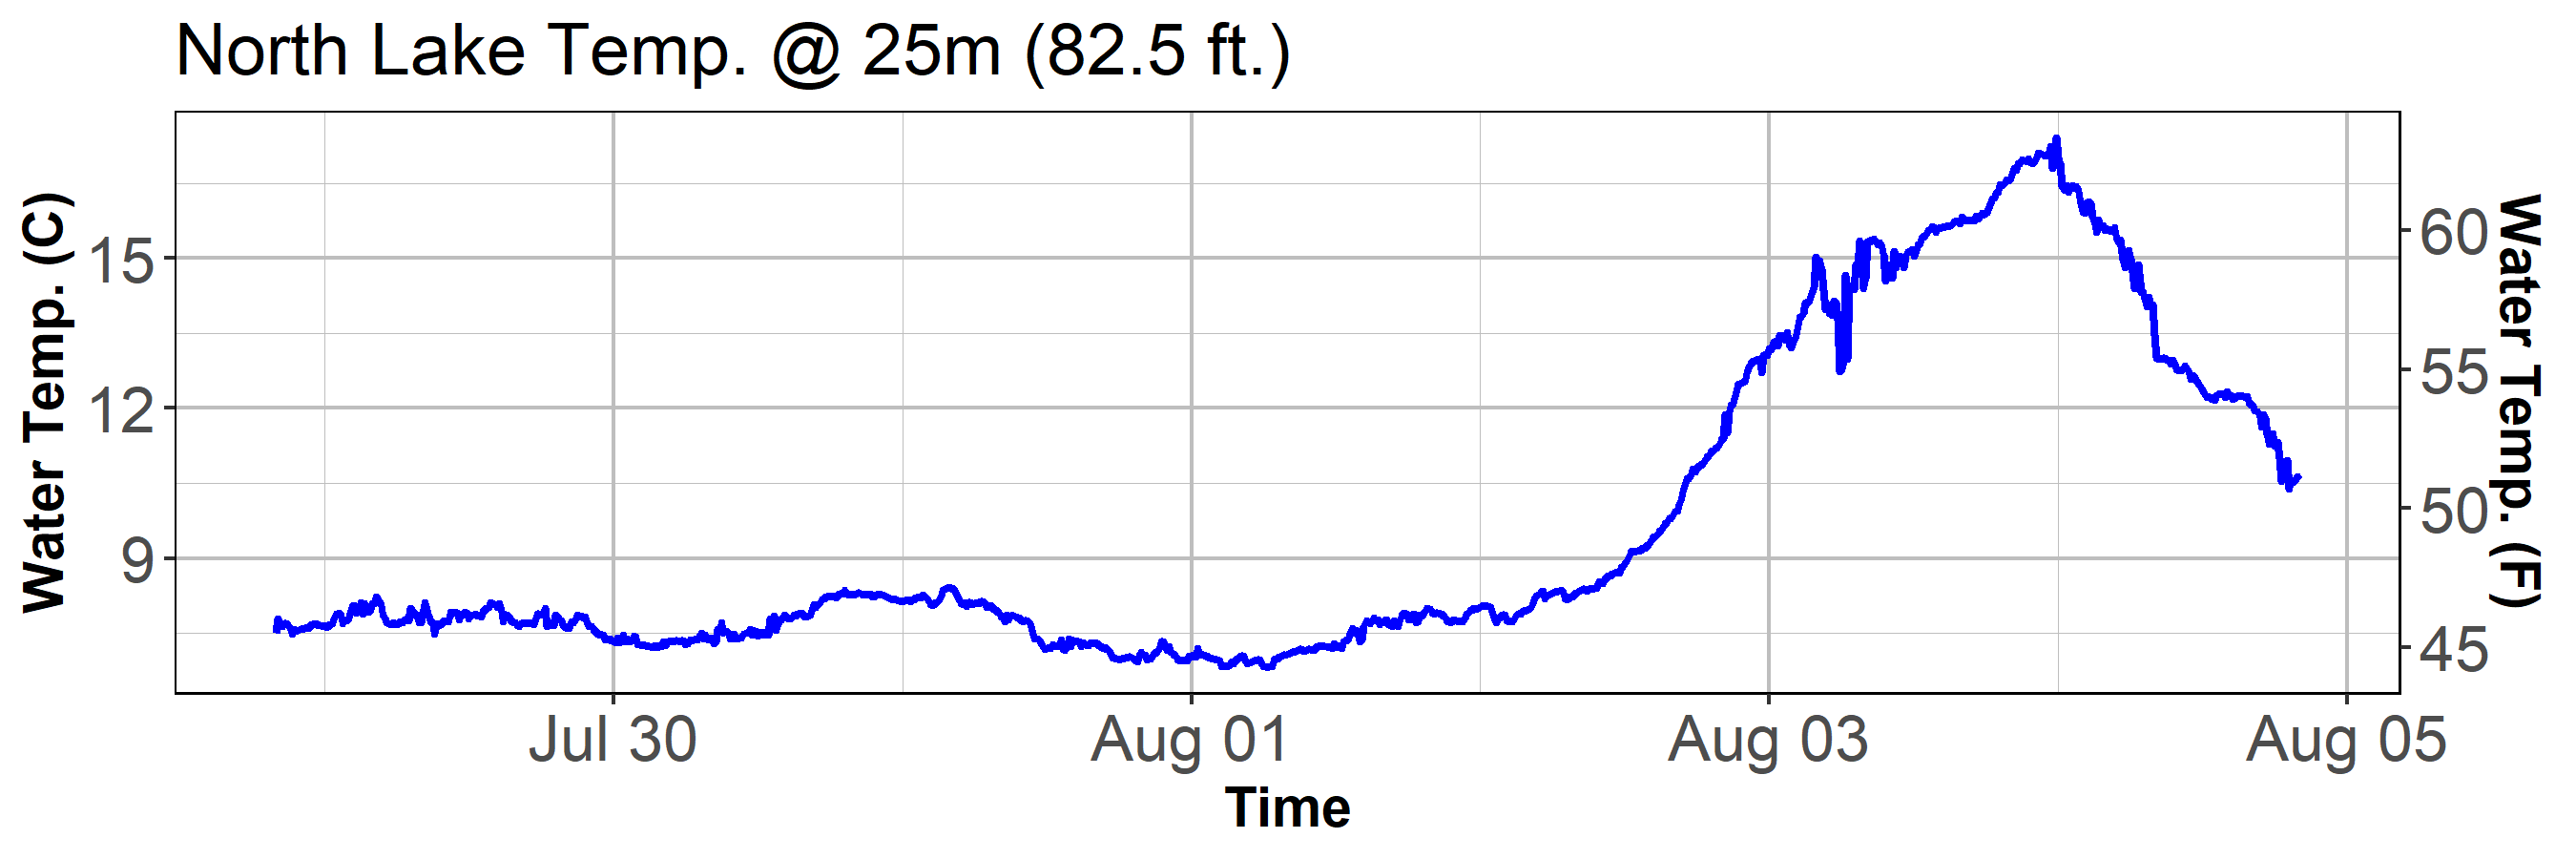 North Lake Temp. @ 25m (82.5 ft.)
Water Temp. (C)
15
12
9
60
55
50
45
Water Temp. (F)
Jul 30
Aug 01
Aug 03
Aug 05
Time